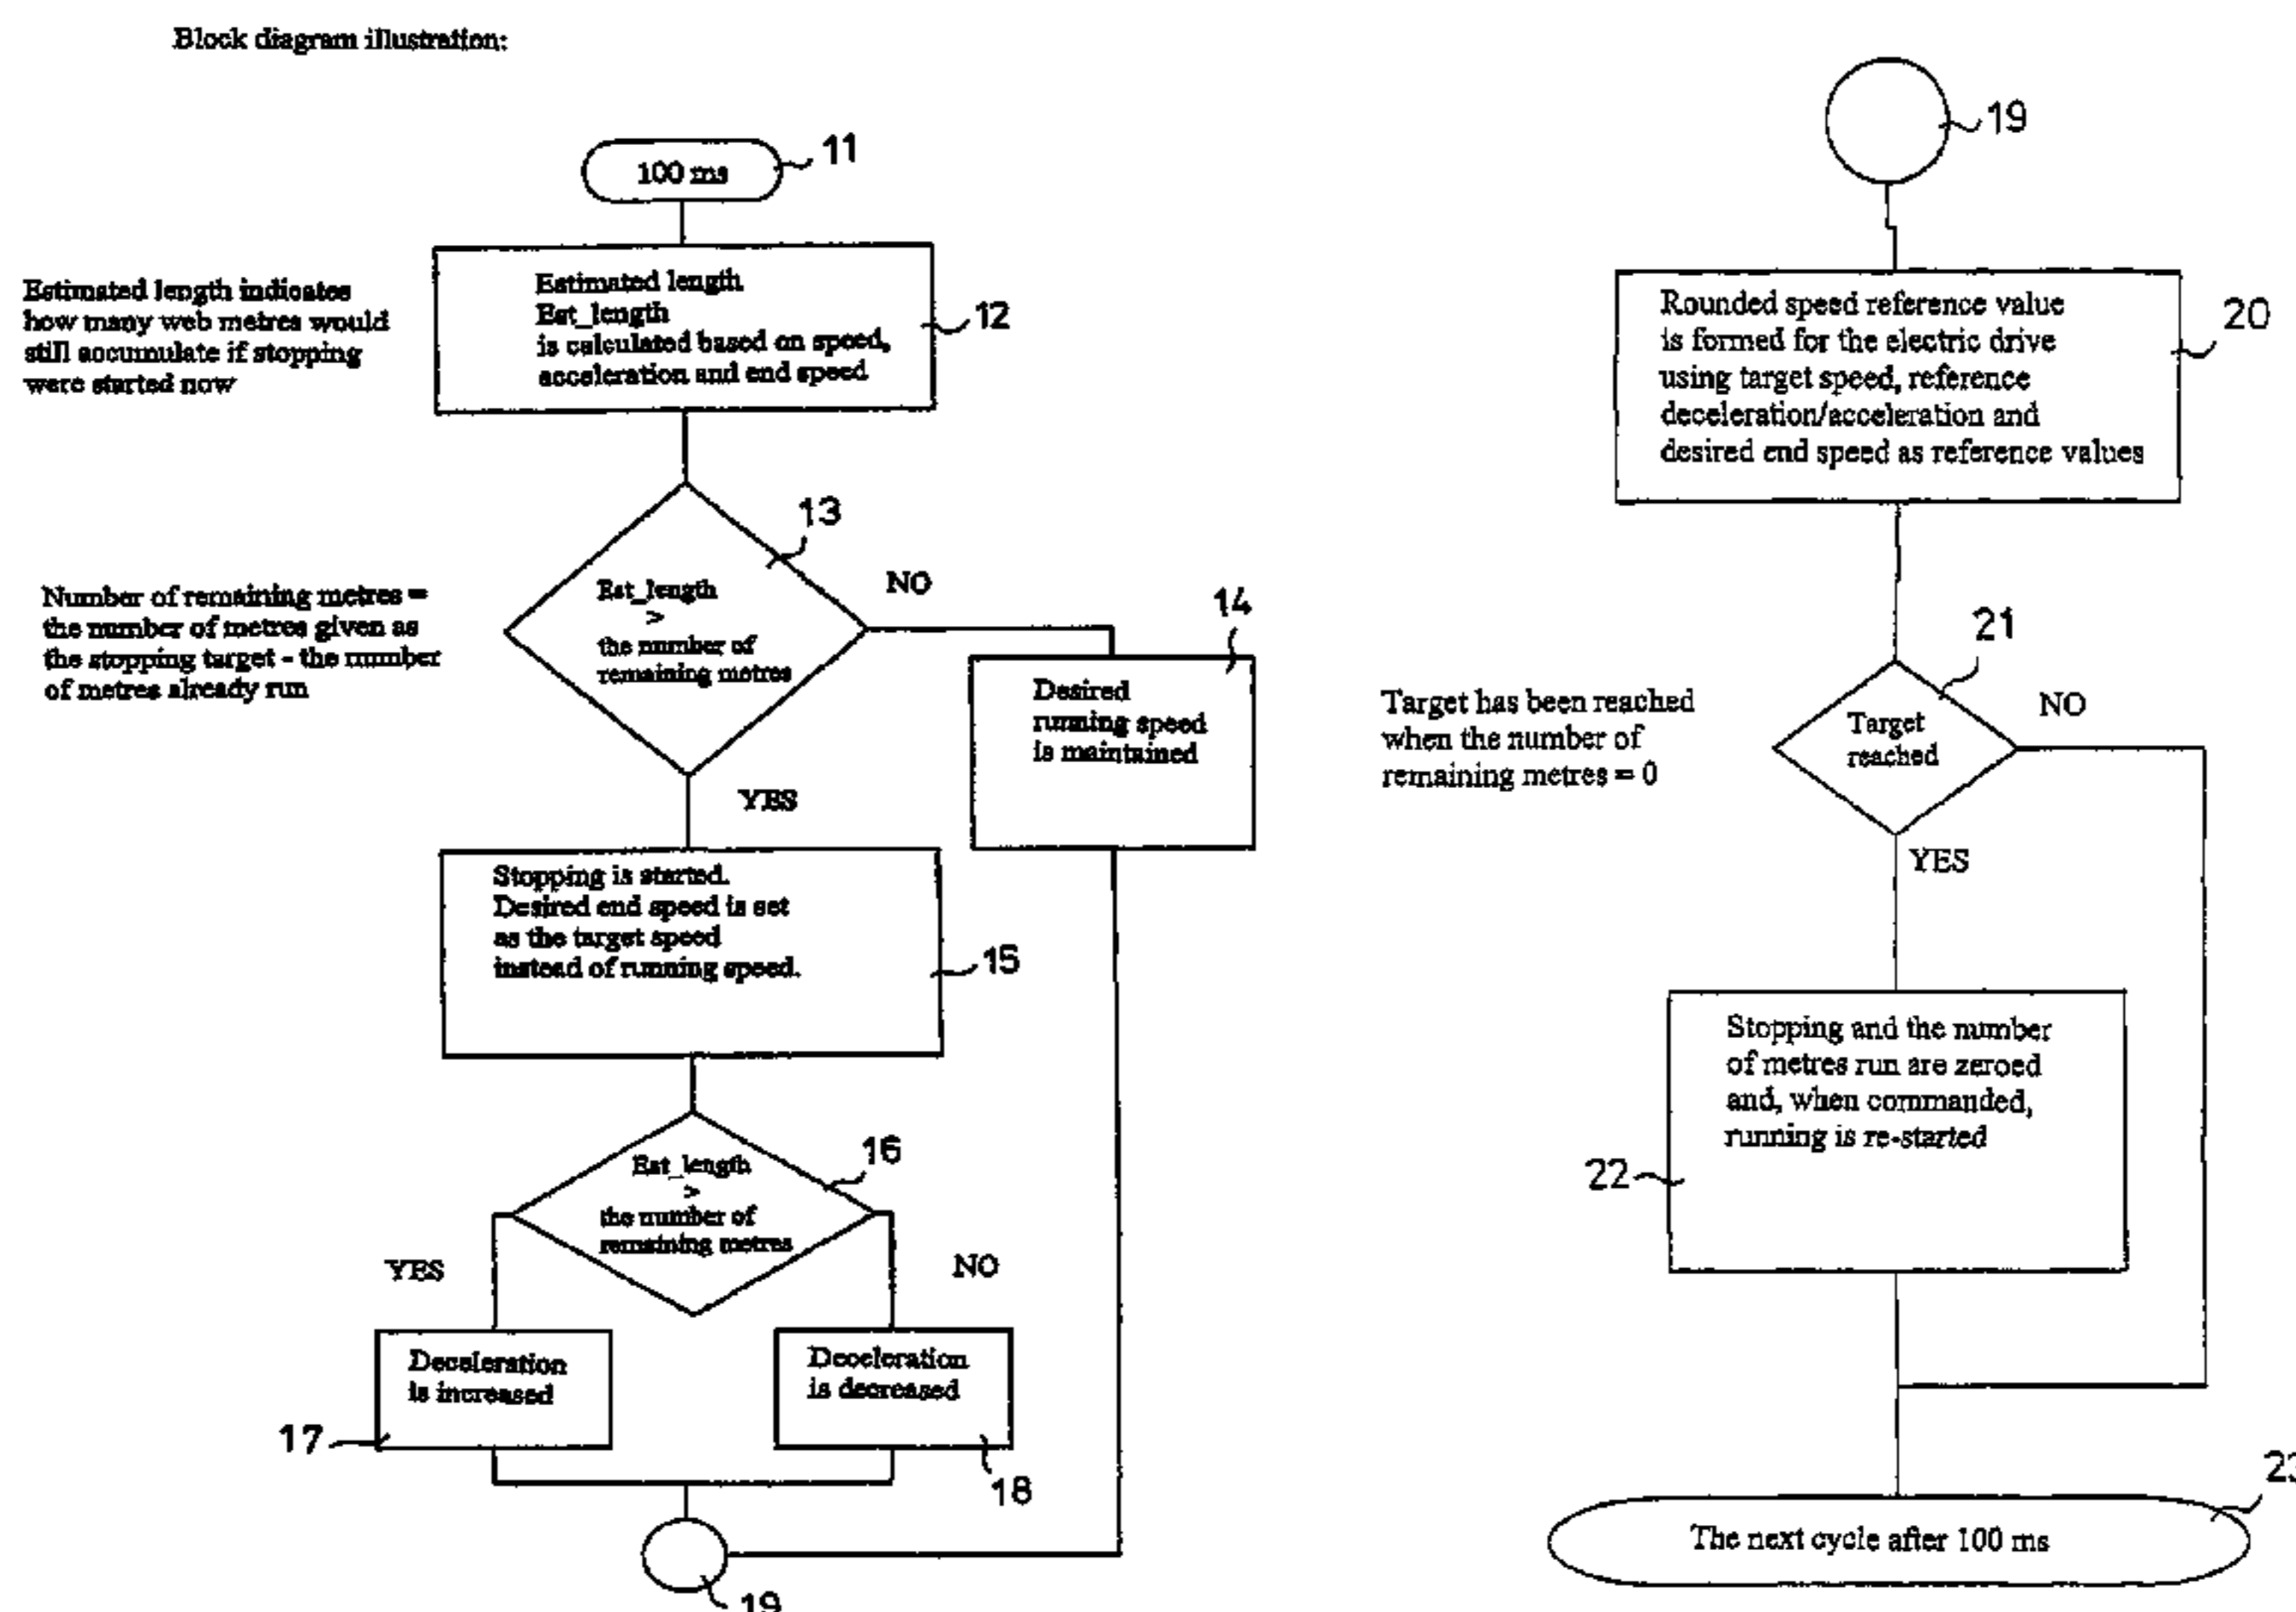 Block diagram illustration:
100 ms
11
Estimated length indicates
how many web metres would
still accumulate if stopping
were started now
Estimated length
Est_length
is calculated based on speed,
acceleration and end speed
12
13
Number of remaining metres =
the number of metres given as
the stopping target - the number
of metres already run
Est_length
>
the number of
remaining metres
NO
YES
14
Desired
running speed
is maintained
Stopping is started.
Desired end speed is set
as the target speed
instead of running speed.
15
Est_length
>
the number of
remaining metres
16
YES
NO
Deceleration
is increased
17
Deceleration
is decreased
18
19
19
Rounded speed reference value
is formed for the electric drive
using target speed, reference
deceleration/acceleration and
desired end speed as reference values
20
21
Target has been reached
when the number of
remaining metres = 0
Target
reached
NO
YES
Stopping and the number
of metres run are zeroed
and, when commanded,
running is re-started
22
23
The next cycle after 100 ms